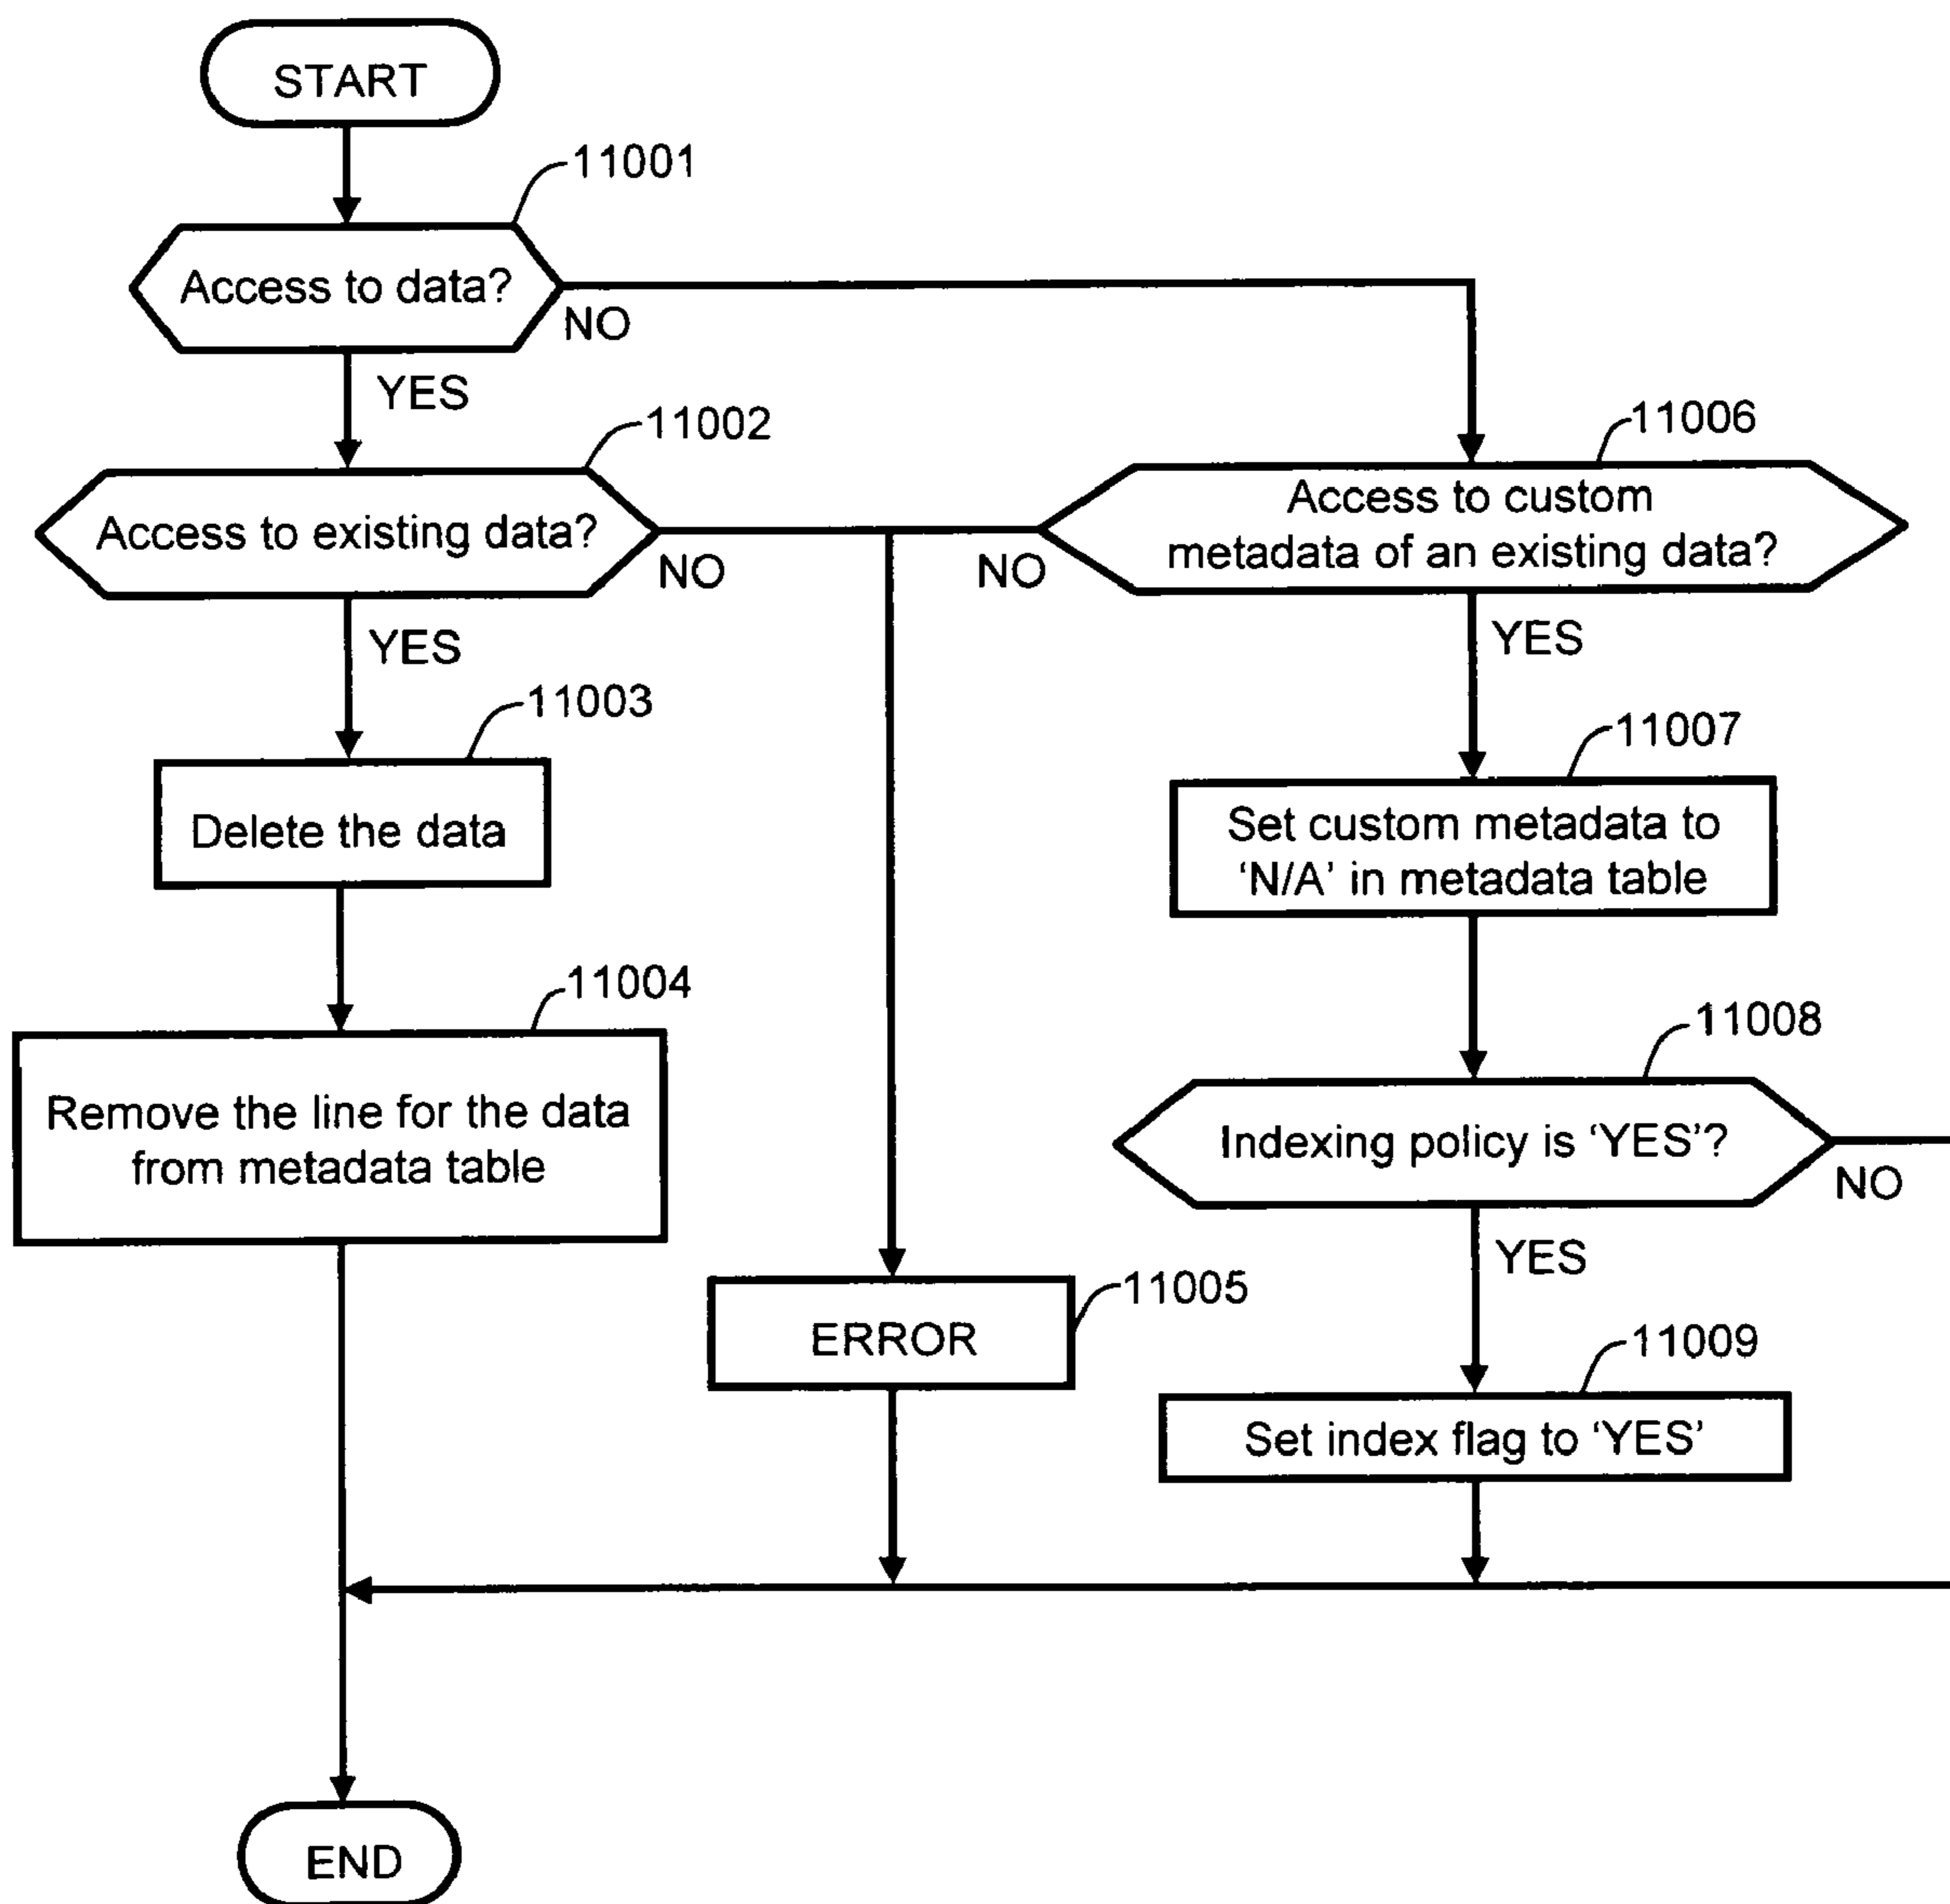 START
11001
Access to data?
NO
YES
11002
Access to existing data?
NO
YES
11003
Delete the data
11004
Remove the line for the data
from metadata table
11005
ERROR
11006
Access to custom
metadata of an existing data?
NO
YES
11007
Set custom metadata to
‘N/A’ in metadata table
11008
Indexing policy is ‘YES’?
NO
YES
11009
Set index flag to ‘YES’
END